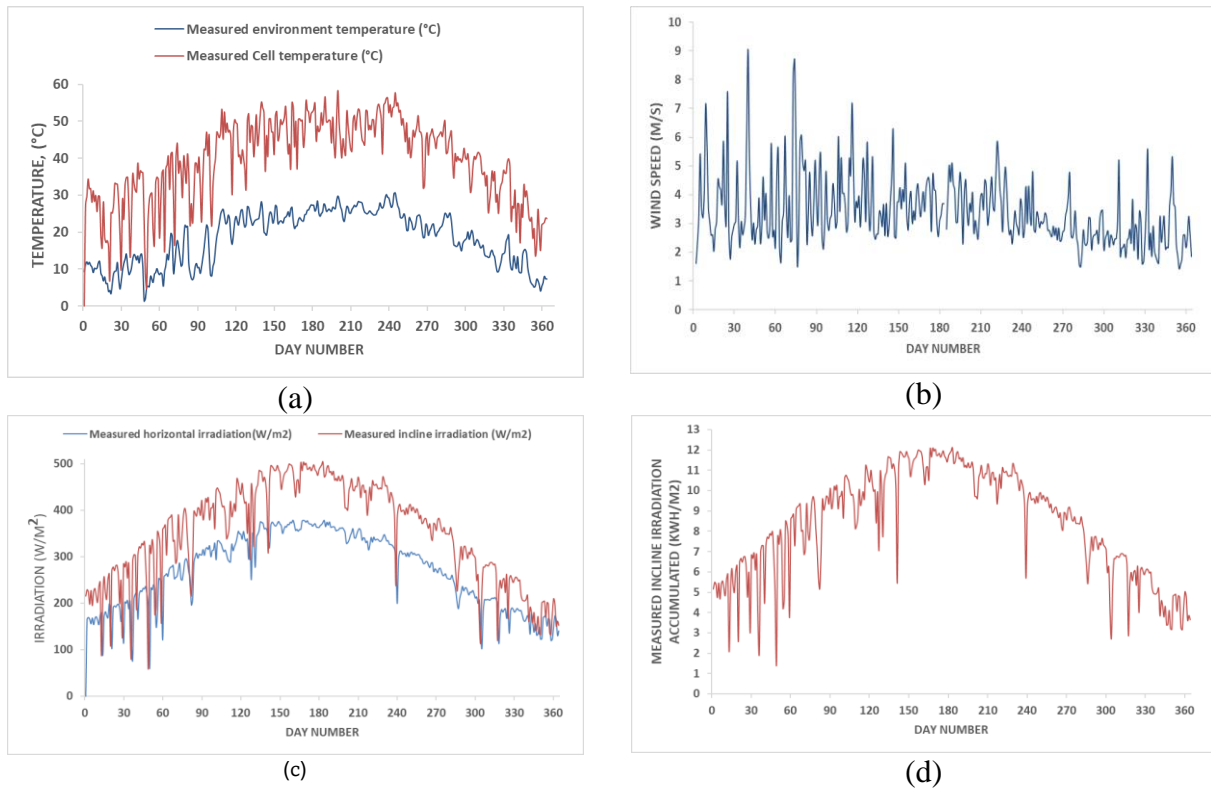 Measured environment temperature (°C)
Measured Cell temperature (°C)
TEMPERATURE, (°C)
60
50
40
30
20
10
0
0 30 60 90 120 150 180 210 240 270 300 330 360
DAY NUMBER
(a)
WIND SPEED (M/S)
10
9
8
7
6
5
4
3
2
1
0
0 30 60 90 120 150 180 210 240 270 300 330 360
DAY NUMBER
(b)
Measured horizontal irradiation(W/m2) Measured incline irradiation (W/m2)
IRRADIATION (W/M²)
500
400
300
200
100
0
0 30 60 90 120 150 180 210 240 270 300 330 360
DAY NUMBER
(c)
MEASURED INCLINE IRRADIATION
ACCUMULATED (KWH/M2)
13
12
11
10
9
8
7
6
5
4
3
2
1
0
0 30 60 90 120 150 180 210 240 270 300 330 360
DAY NUMBER
(d)